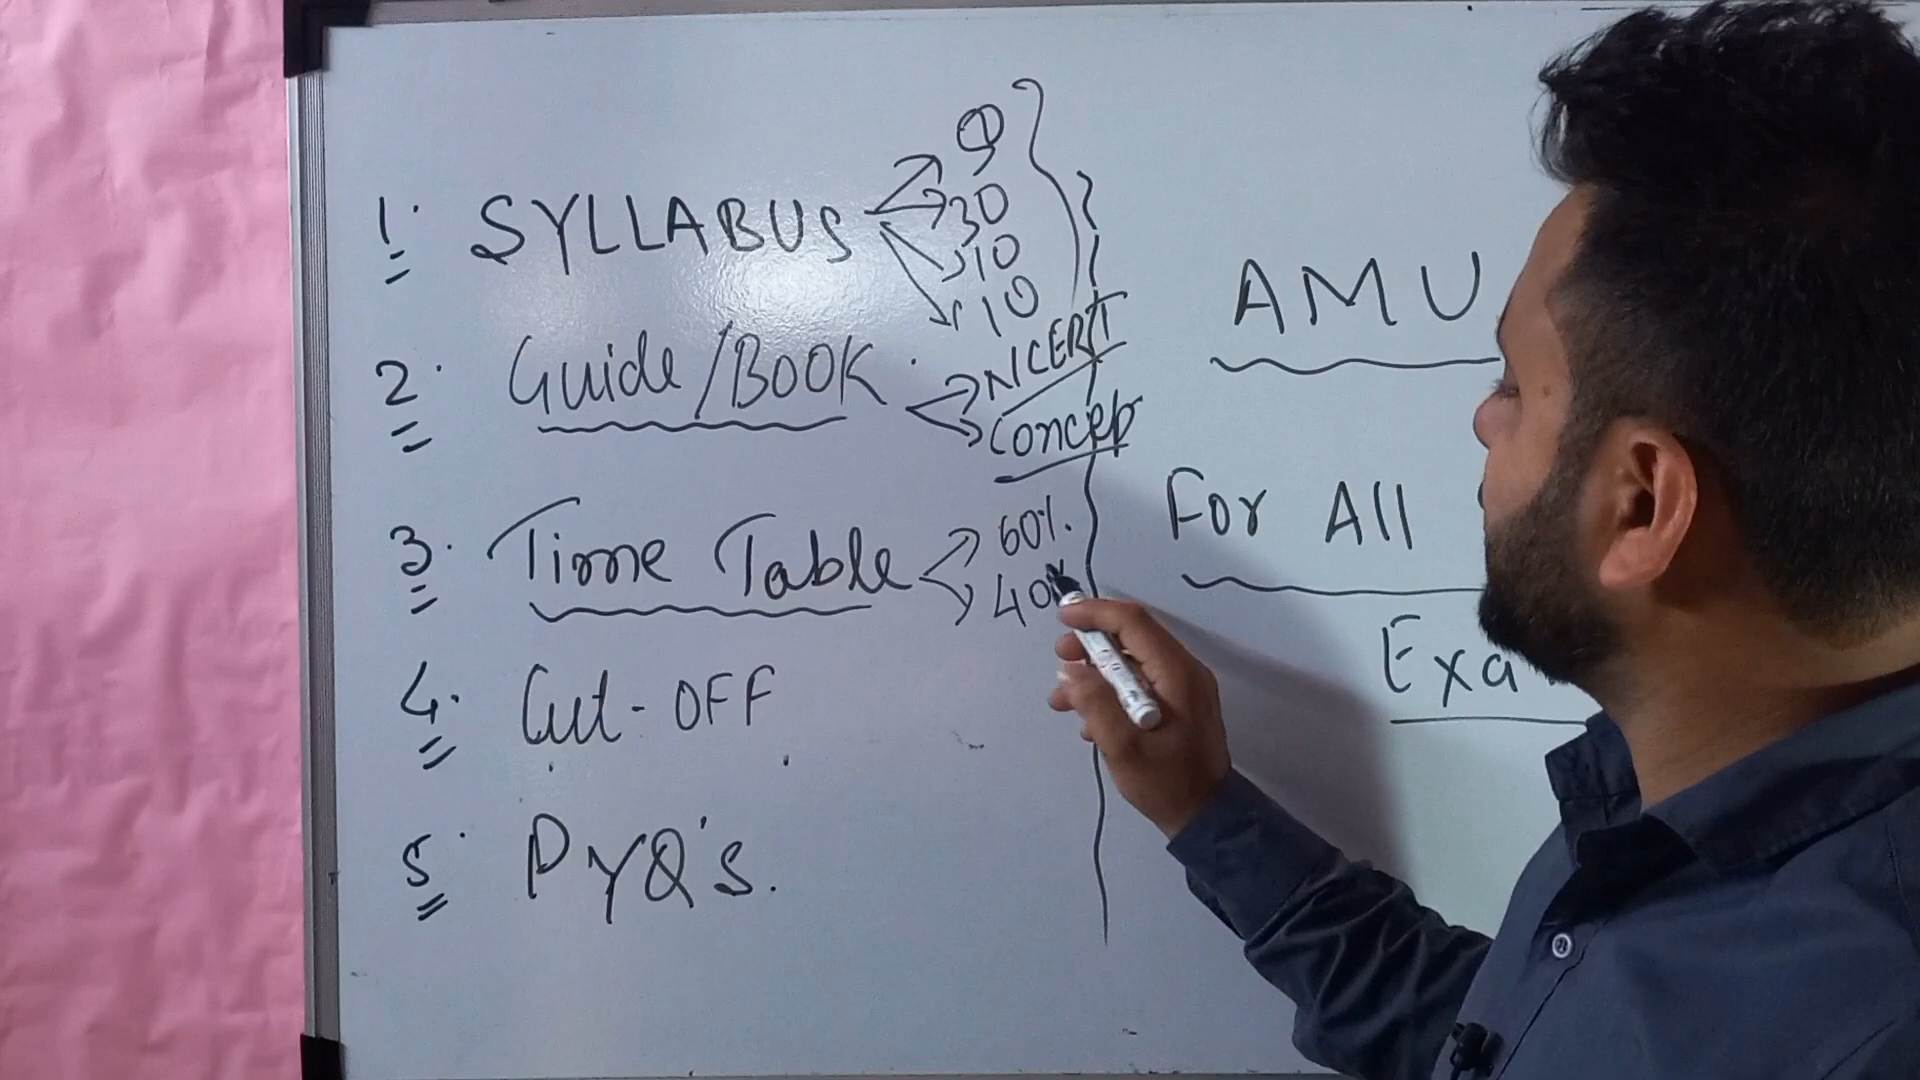 1. SYLLABUS
30
10
10
2. Guide/BOOK.
NCERT
Concep
3. Time Table
60%.
40%
4. Cut-OFF
5. PYQ's.
AMU
For All
Exa